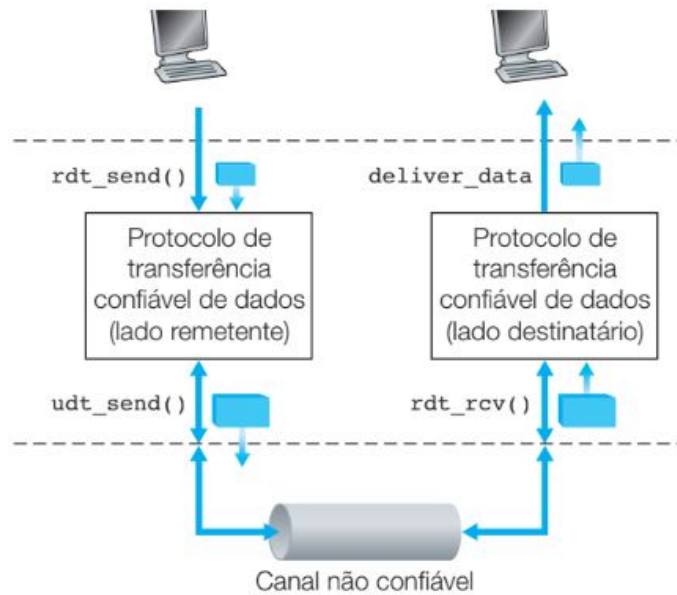 rdt_send()
deliver_data
Protocolo de
transferência
confiável de dados
(lado remetente)
Protocolo de
transferência
confiável de dados
(lado destinatário)
udt_send()
rdt_rcv()
Canal não confiável